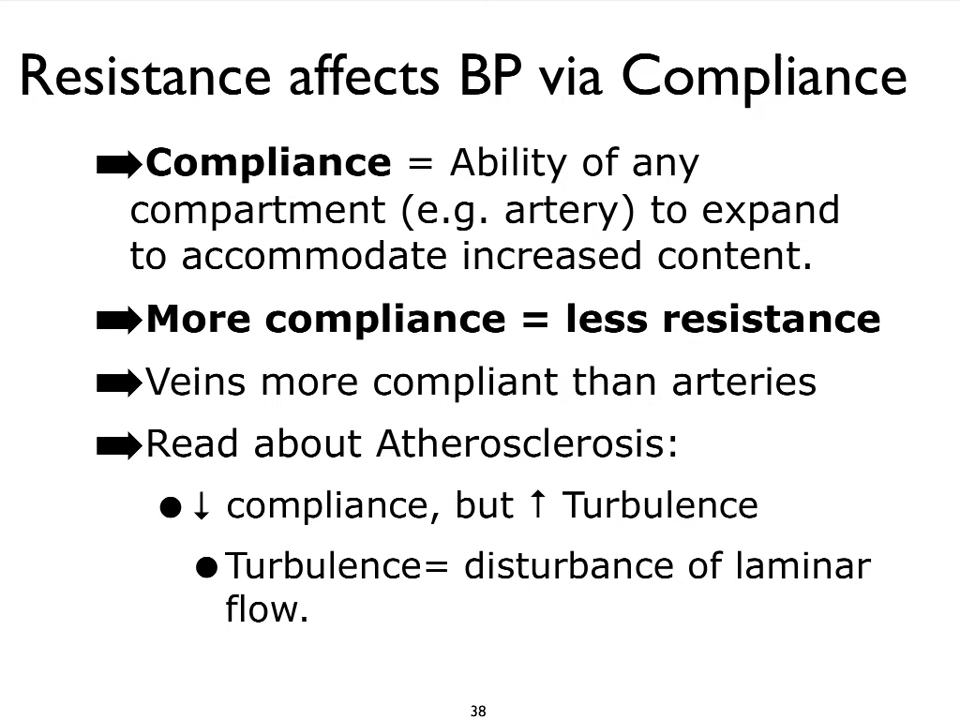 Resistance affects BP via Compliance
➡Compliance = Ability of any
compartment (e.g. artery) to expand
to accommodate increased content.
➡More compliance = less resistance
➡Veins more compliant than arteries
➡Read about Atherosclerosis:
•↓ compliance, but ↑ Turbulence
•Turbulence= disturbance of laminar
flow.
38